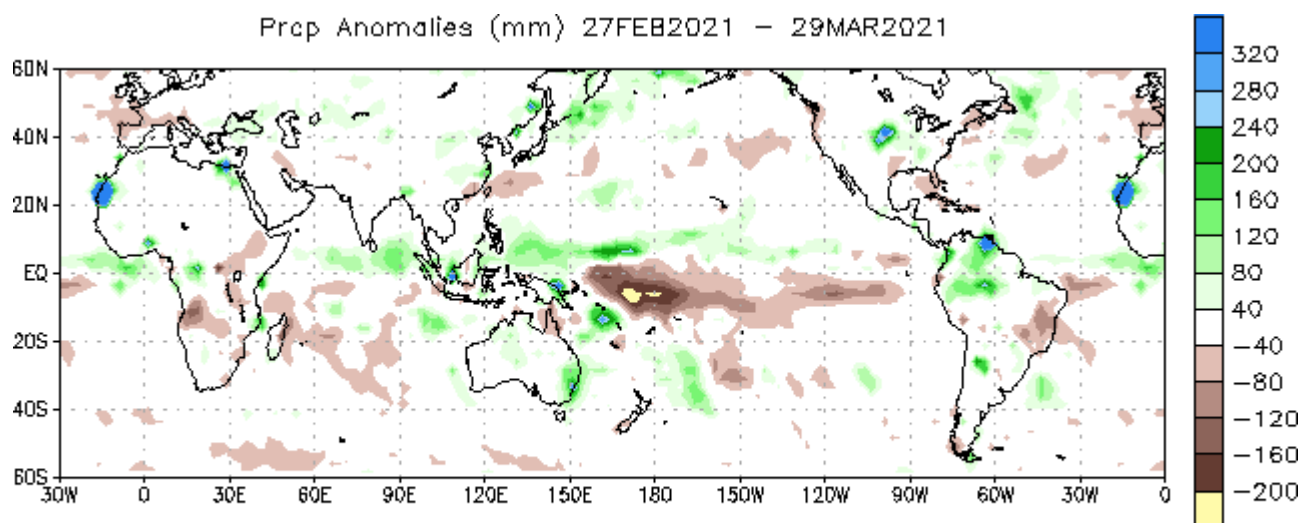 Prcp Anomalies (mm) 27FEB2021 – 29MAR2021
60N
40N
20N
EQ
20S
40S
60S
30W 0 30E 60E 90E 120E 150E 180 150W 120W 90W 60W 30W 0
320
280
240
200
160
120
80
40
−40
−80
−120
−160
−200